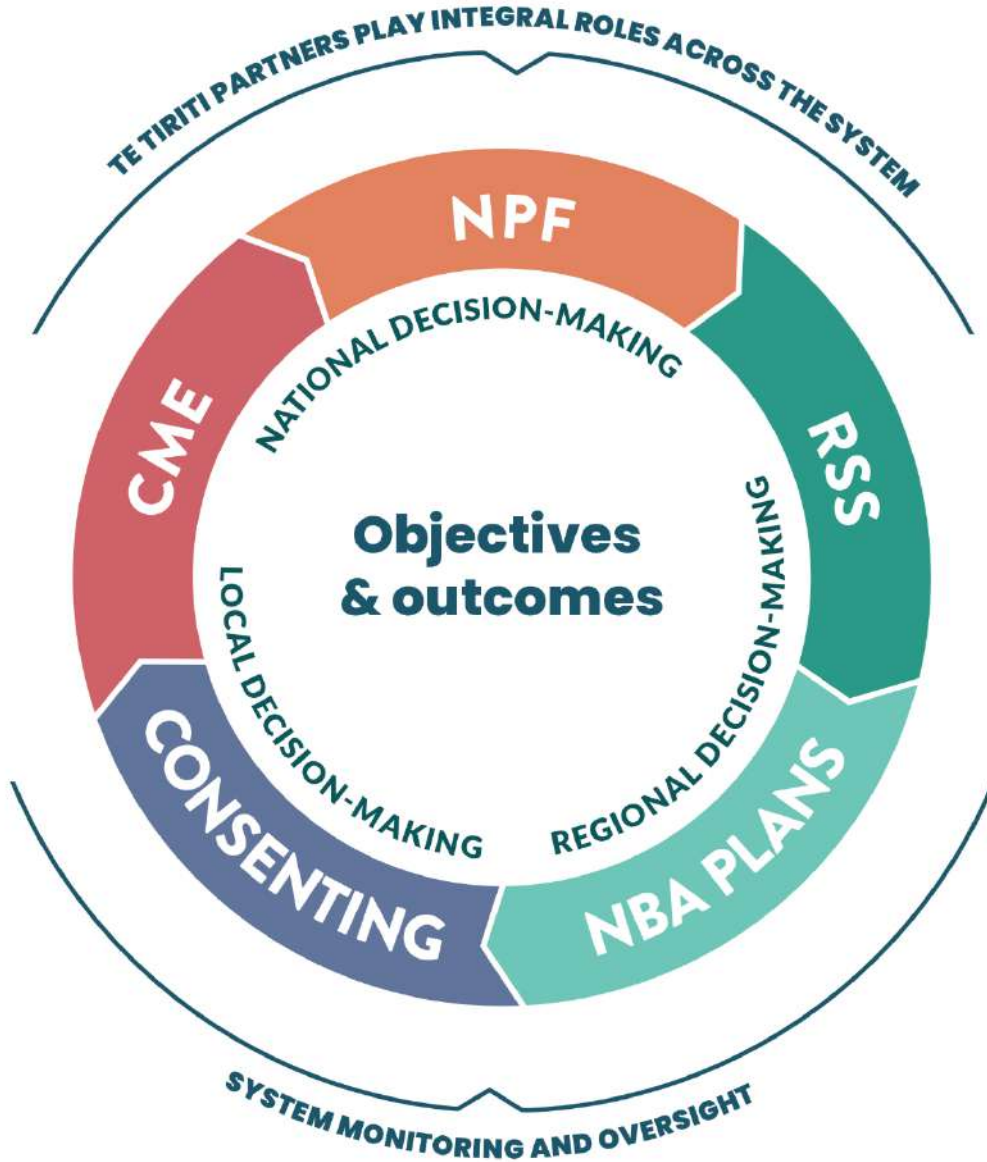 TE TIRITI PARTNERS PLAY INTEGRAL ROLES ACROSS THE SYSTEM
NPF
RSS
NBA PLANS
CONSENTING
CME
NATIONAL DECISION-MAKING
REGIONAL DECISION-MAKING
LOCAL DECISION-MAKING
Objectives
& outcomes
SYSTEM MONITORING AND OVERSIGHT